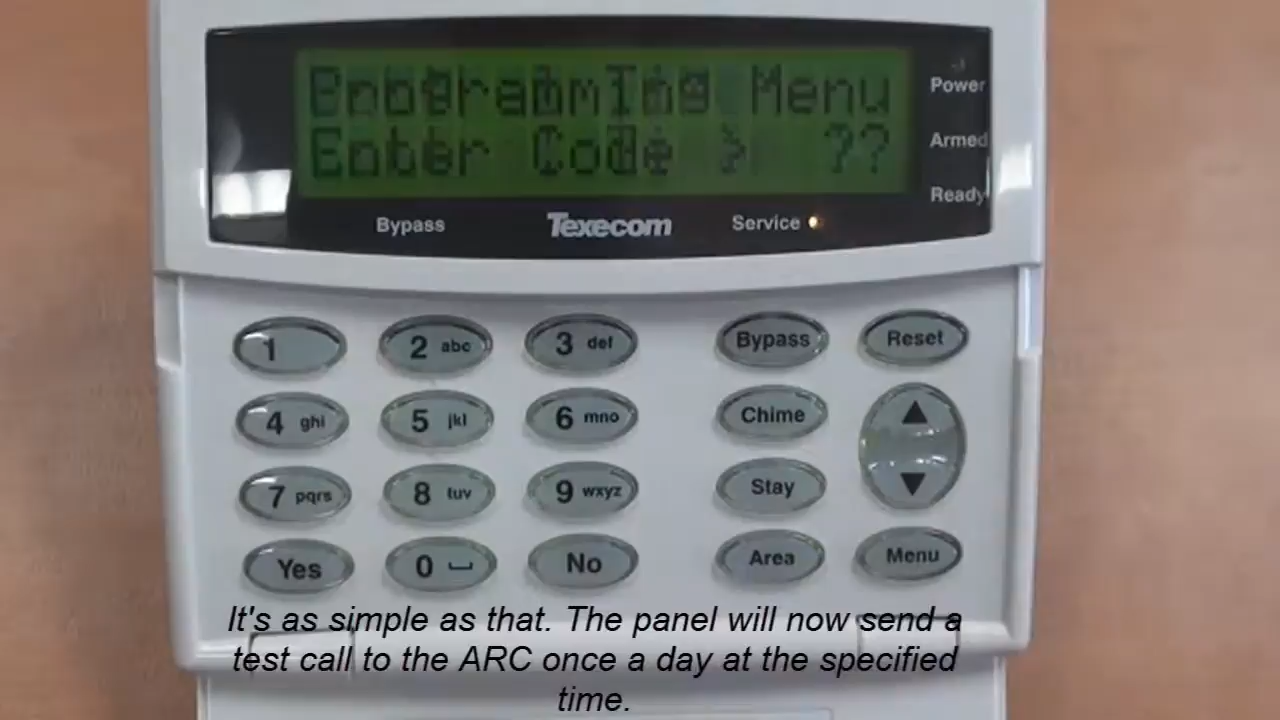 Menu
Enter Code ??
Power
Armed
Ready
Bypass
Texecom
Service
1
2 abc
3 def
Bypass
Reset
4 ghi
5 jkl
6 mno
Chime
7 pqrs
8 tuv
9 wxyz
Stay
Yes
0
No
Area
Menu
It's as simple as that. The panel will now send a
test call to the ARC once a day at the specified
time.